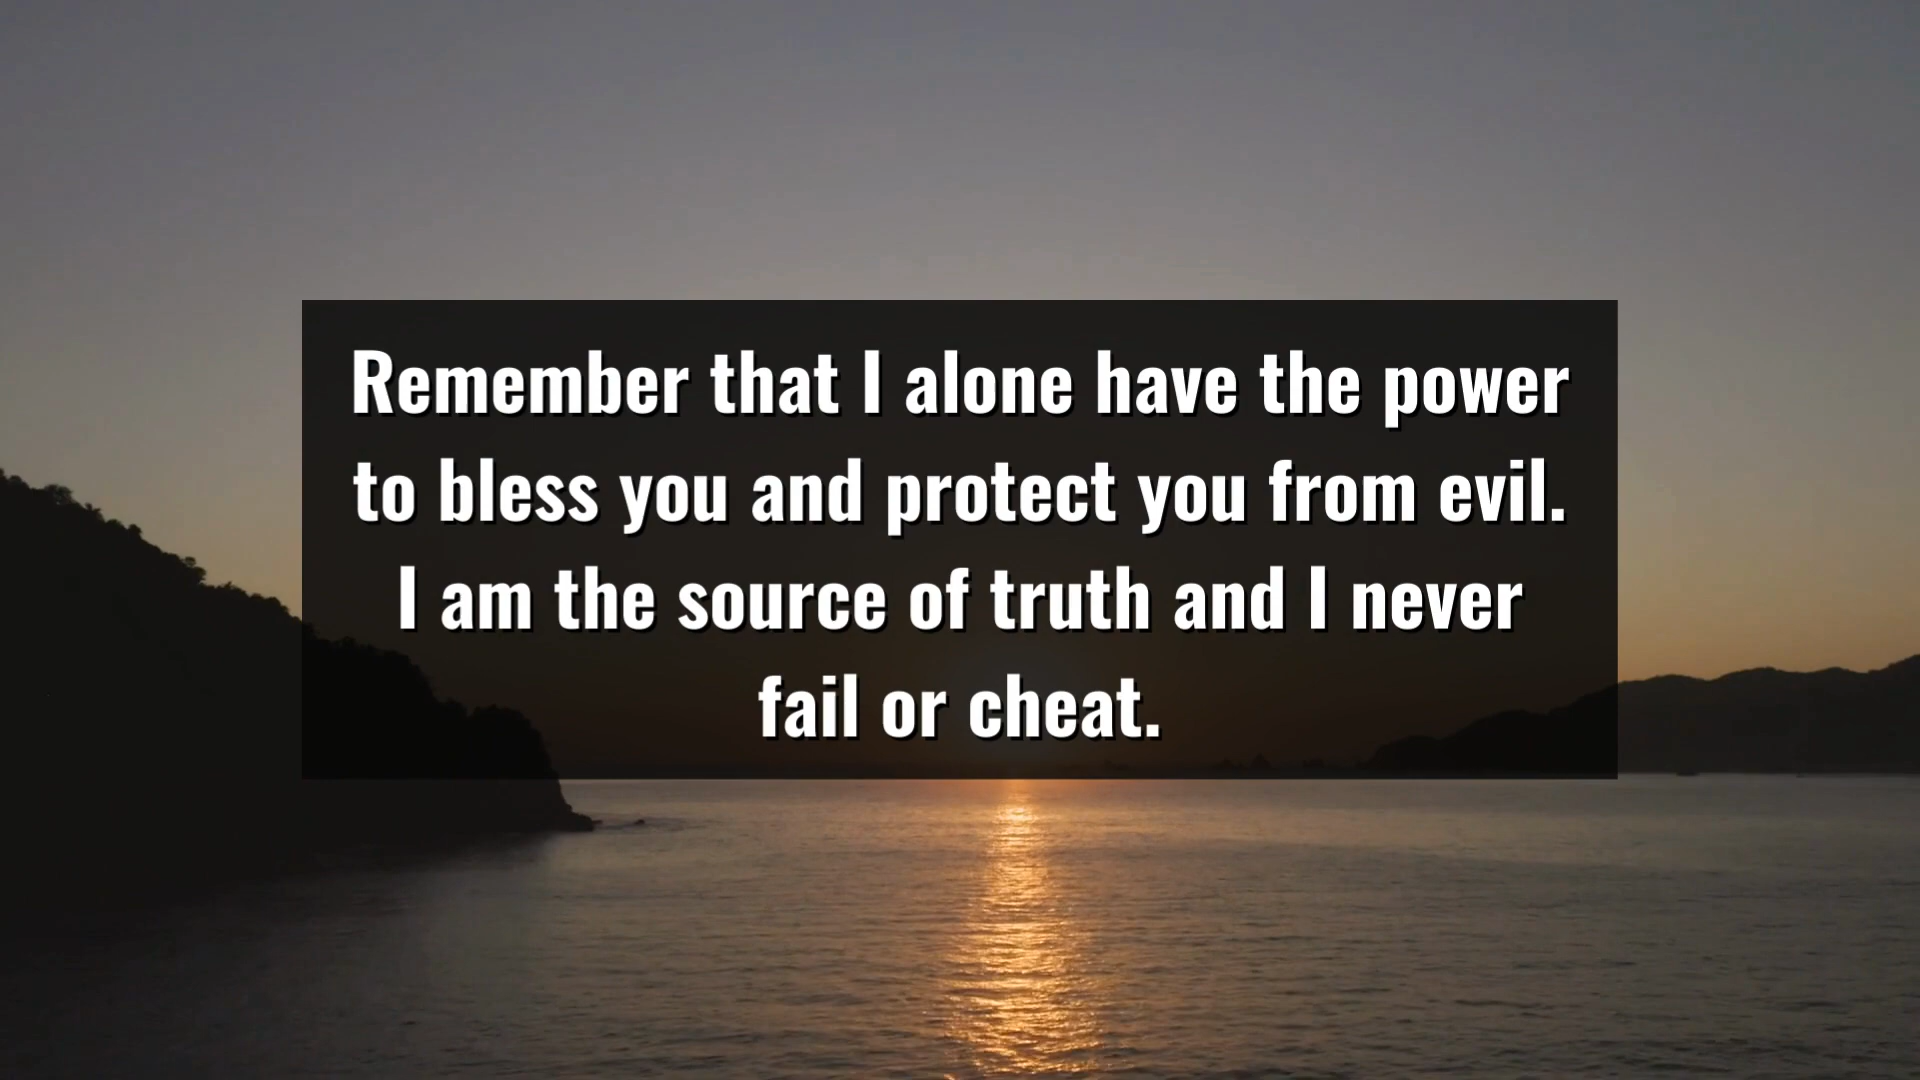 Remember that I alone have the power
to bless you and protect you from evil.
I am the source of truth and I never
fail or cheat.